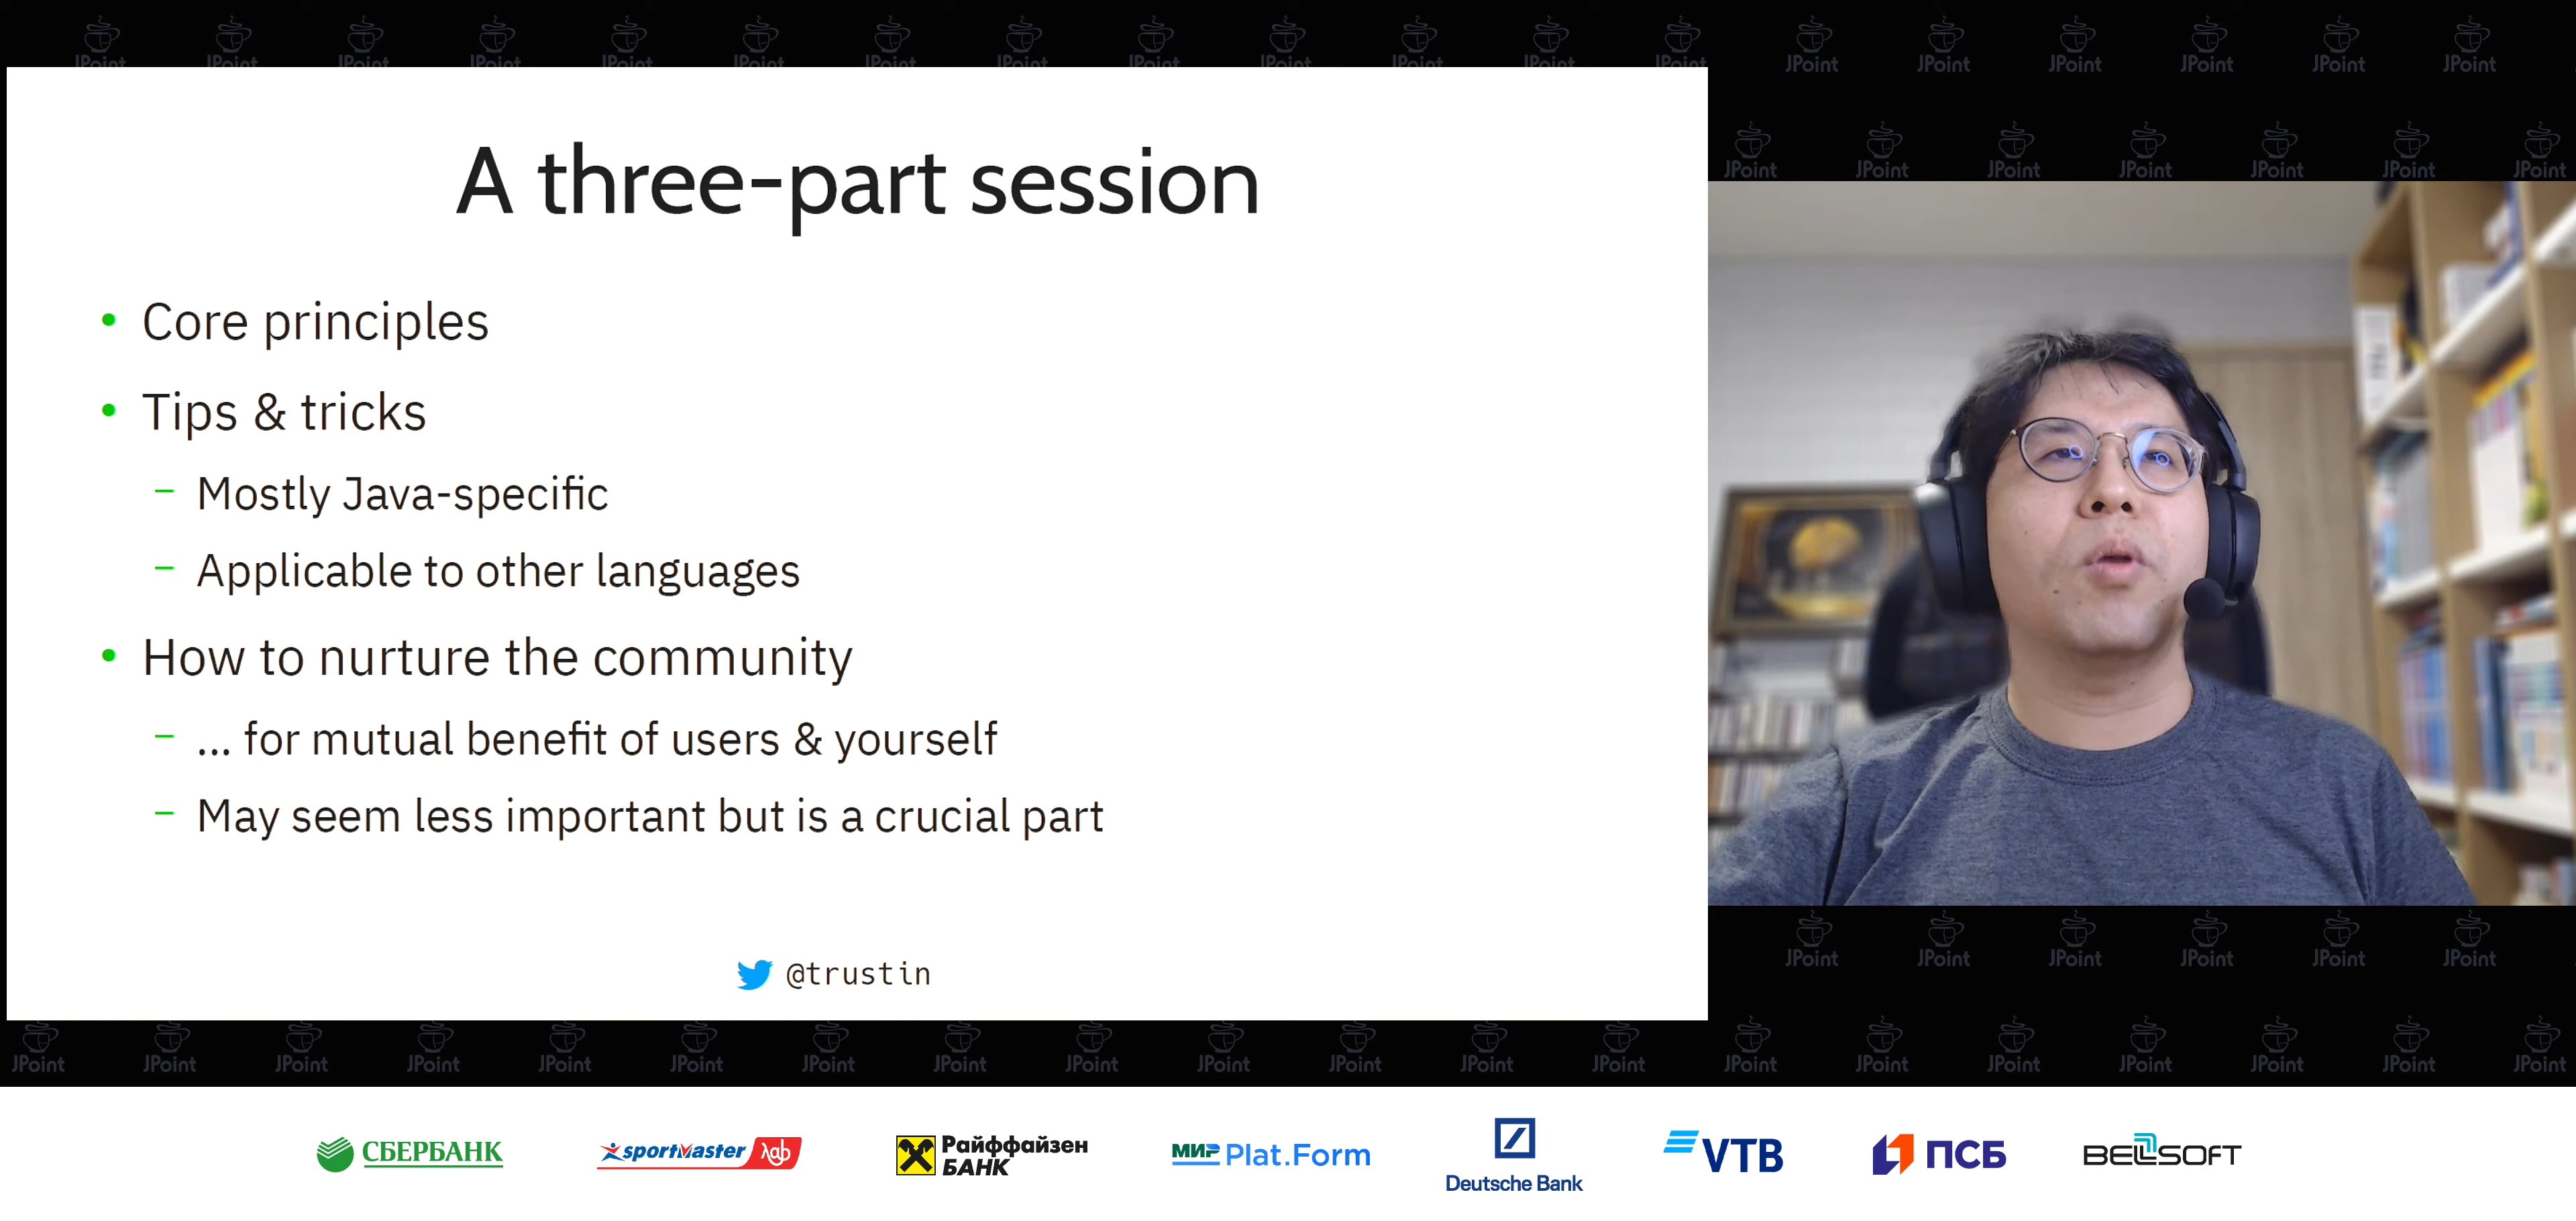 A three-part session
• Core principles
• Tips & tricks
– Mostly Java-specific
– Applicable to other languages
• How to nurture the community
– ... for mutual benefit of users & yourself
– May seem less important but is a crucial part
@trustin
JPoint
СБЕРБАНК
sportmaster лab
Райффайзен
БАНК
МИР Plat.Form
Deutsche Bank
VTB
ПСБ
BELLSOFT